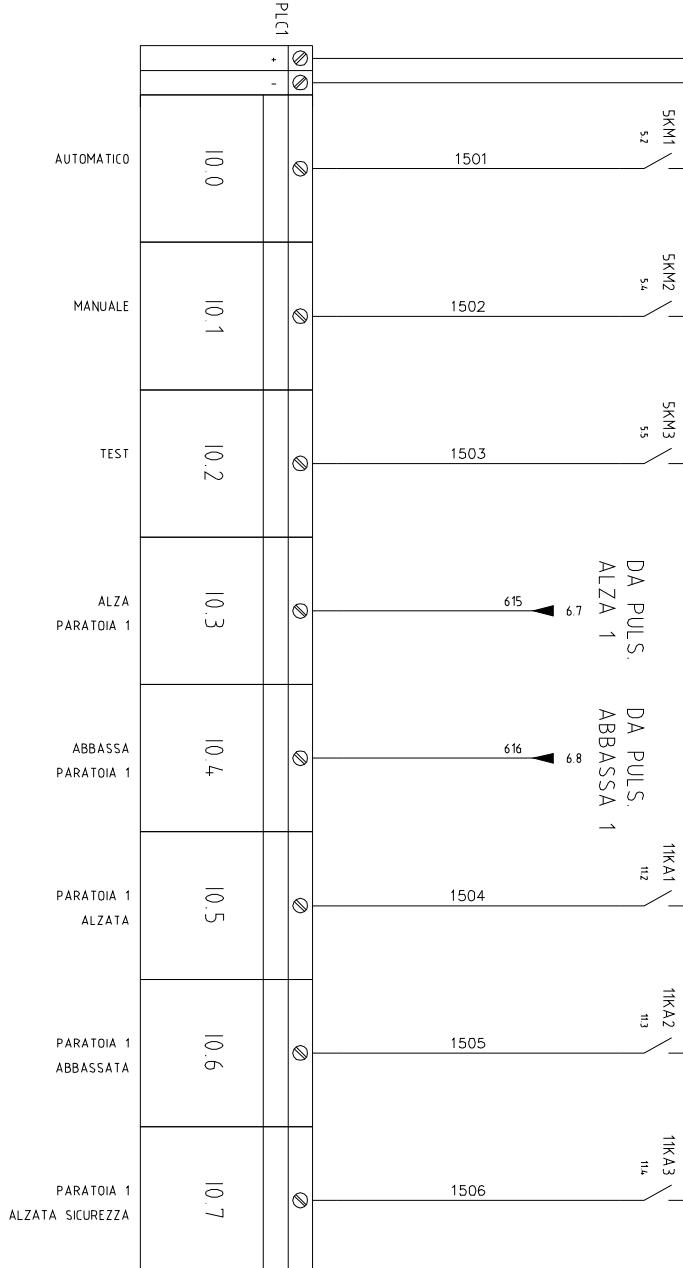 PLC1
+
-
5KM1
5.2
1501
I0.0
AUTOMATICO
5KM2
5.4
1502
I0.1
MANUALE
5KM3
5.5
1503
I0.2
TEST
DA PULS.
ALZA 1
6.7
615
I0.3
ALZA
PARATOIA 1
DA PULS.
ABBASSA 1
6.8
616
I0.4
ABBASSA
PARATOIA 1
11KA1
11.2
1504
I0.5
PARATOIA 1
ALZATA
11KA2
11.3
1505
I0.6
PARATOIA 1
ABBASSATA
11KA3
11.4
1506
I0.7
PARATOIA 1
ALZATA SICUREZZA